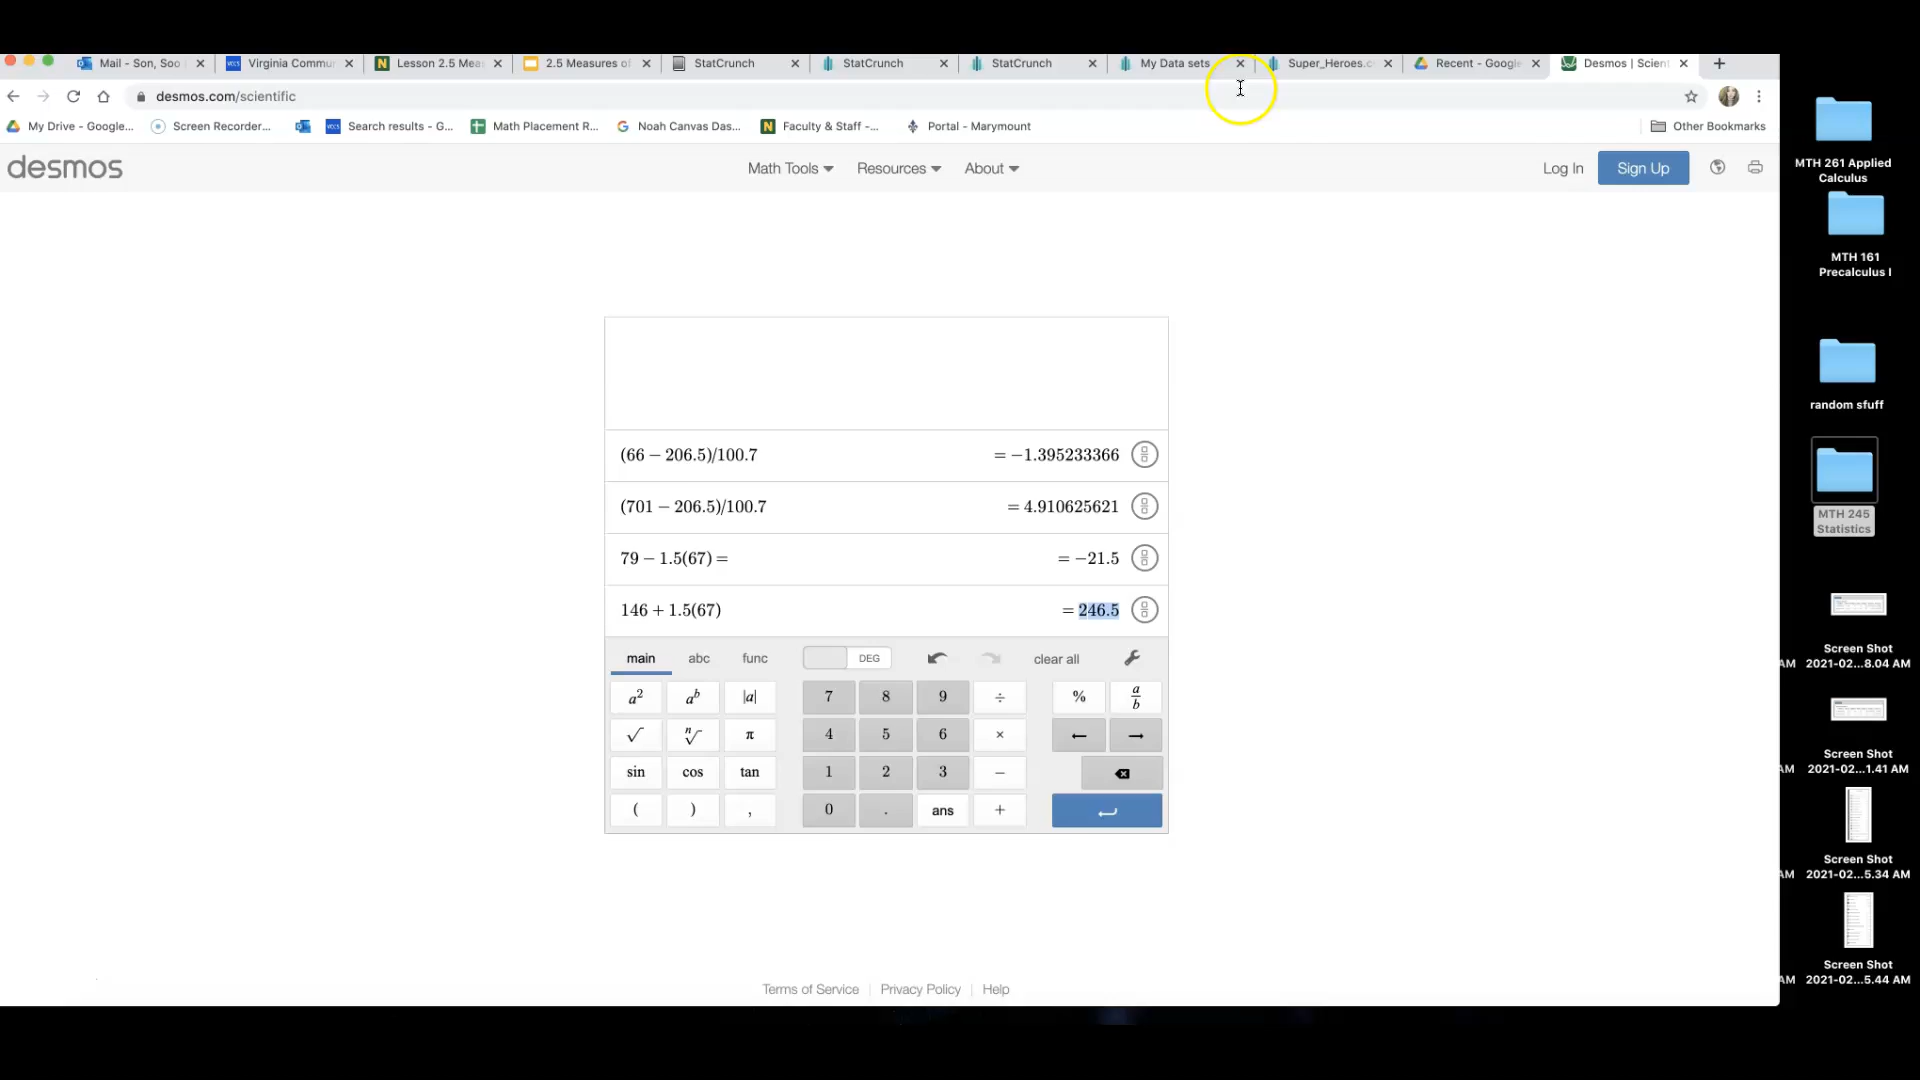 Mail - Son, Soo
Virginia Commu
Lesson 2.5 Mea
2.5 Measures of
StatCrunch
StatCrunch
StatCrunch
My Data sets
Super_Heroes.c
Recent - Google
Desmos | Scient
desmos.com/scientific
My Drive - Google...
Screen Recorder...
Search results - G...
Math Placement R...
Noah Canvas Das...
Faculty & Staff -...
Portal - Marymount
Other Bookmarks
desmos
Math Tools
Resources
About
Log In
Sign Up
(66 − 206.5)/100.7 = −1.395233366
(701 − 206.5)/100.7 = 4.910625621
79 − 1.5(67) = = −21.5
146 + 1.5(67) = 246.5
main abc func DEG clear all
a² aᵇ |a| 7 8 9 ÷ % a/b
√ ⁿ√ π 4 5 6 × ← →
sin cos tan 1 2 3 −
( ) , 0 . ans +
Terms of Service
Privacy Policy
Help
MTH 261 Applied
Calculus
MTH 161
Precalculus I
random sfuff
MTH 245
Statistics
Screen Shot
AM 2021-02...8.04 AM
Screen Shot
AM 2021-02...1.41 AM
Screen Shot
AM 2021-02...5.34 AM
Screen Shot
AM 2021-02...5.44 AM